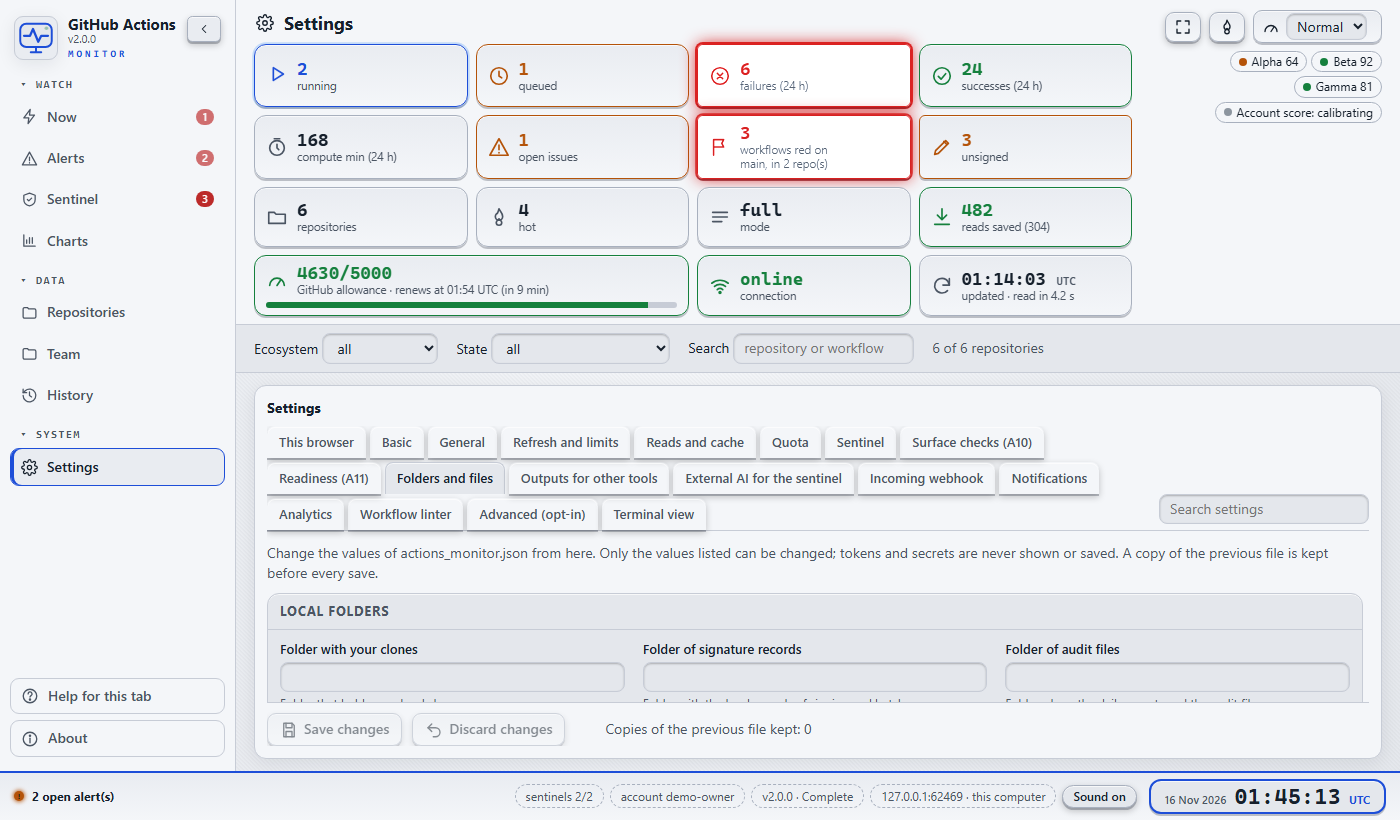 GitHub Actions
v2.0.0
MONITOR
WATCH
Now 1
Alerts 2
Sentinel 3
Charts
DATA
Repositories
Team
History
SYSTEM
Settings
Help for this tab
About
Settings
Normal
2
running
1
queued
6
failures (24 h)
24
successes (24 h)
Alpha 64
Beta 92
Gamma 81
Account score: calibrating
168
compute min (24 h)
1
open issues
3
workflows red on
main, in 2 repo(s)
3
unsigned
6
repositories
4
hot
full
mode
482
reads saved (304)
4630/5000
GitHub allowance · renews at 01:54 UTC (in 9 min)
online
connection
01:14:03 UTC
updated · read in 4.2 s
Ecosystem all State all Search repository or workflow 6 of 6 repositories
Settings
This browser Basic General Refresh and limits Reads and cache Quota Sentinel Surface checks (A10)
Readiness (A11) Folders and files Outputs for other tools External AI for the sentinel Incoming webhook Notifications
Analytics Workflow linter Advanced (opt-in) Terminal view
Search settings
Change the values of actions_monitor.json from here. Only the values listed can be changed; tokens and secrets are never shown or saved. A copy of the previous file is kept
before every save.
LOCAL FOLDERS
Folder with your clones Folder of signature records Folder of audit files
Save changes Discard changes Copies of the previous file kept: 0
2 open alert(s)
sentinels 2/2 account demo-owner v2.0.0 · Complete 127.0.0.1:62469 · this computer Sound on 16 Nov 2026 01:45:13 UTC